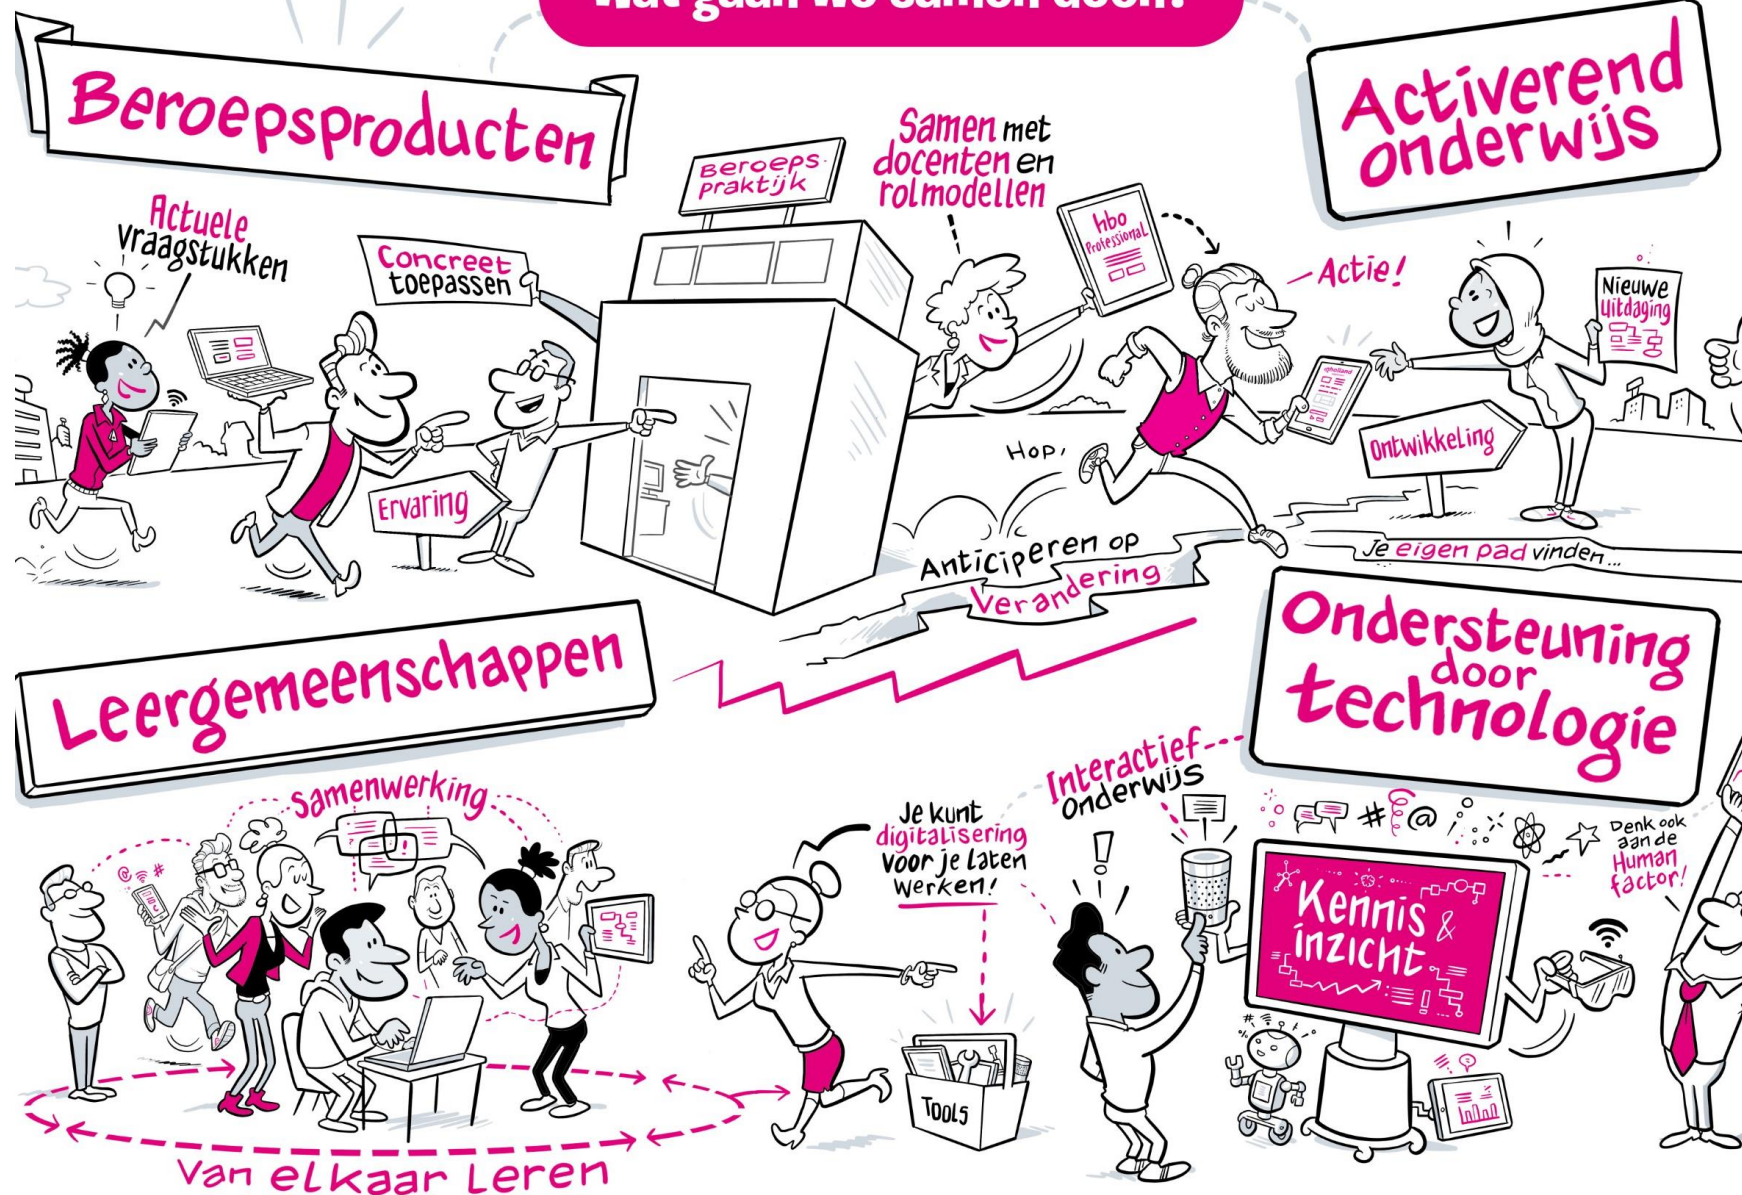 Wat gaan we samen doen?
Beroepsproducten
Activerend
onderwijs
Actuele
vraagstukken
Concreet
toepassen
Beroeps-
praktijk
Samen met
docenten en
rolmodellen
hbo
Professional
Actie!
Nieuwe
Uitdaging
Ervaring
Hop,
Ontwikkeling
Anticiperen op
Verandering
Je eigen pad vinden...
Leergemeenschappen
Ondersteuning
door
technologie
Samenwerking
@ #
Je kunt
digitalisering
voor je laten
werken!
Interactief
onderwijs
!
# @
Denk ook
aan de
Human
factor!
Kennis &
inzicht
Tools
Van elkaar Leren